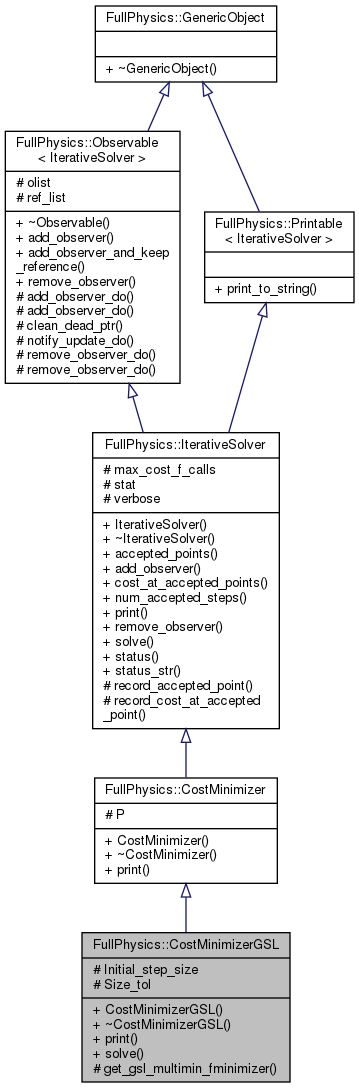 FullPhysics::GenericObject
+ ~GenericObject()
FullPhysics::Observable
< IterativeSolver >
# olist
# ref_list
+ ~Observable()
+ add_observer()
+ add_observer_and_keep
_reference()
+ remove_observer()
# add_observer_do()
# add_observer_do()
# clean_dead_ptr()
# notify_update_do()
# remove_observer_do()
# remove_observer_do()
FullPhysics::Printable
< IterativeSolver >
+ print_to_string()
FullPhysics::IterativeSolver
# max_cost_f_calls
# stat
# verbose
+ IterativeSolver()
+ ~IterativeSolver()
+ accepted_points()
+ add_observer()
+ cost_at_accepted_points()
+ num_accepted_steps()
+ print()
+ remove_observer()
+ solve()
+ status()
+ status_str()
# record_accepted_point()
# record_cost_at_accepted
_point()
FullPhysics::CostMinimizer
# P
+ CostMinimizer()
+ ~CostMinimizer()
+ print()
FullPhysics::CostMinimizerGSL
# Initial_step_size
# Size_tol
+ CostMinimizerGSL()
+ ~CostMinimizerGSL()
+ print()
+ solve()
# get_gsl_multimin_fminimizer()